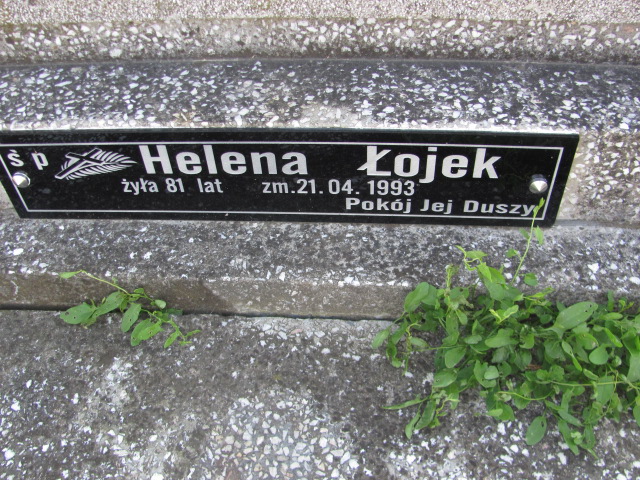 ś p Helena Łojek
żyła 81 lat zm. 21. 04. 1993
Pokój Jej Duszy